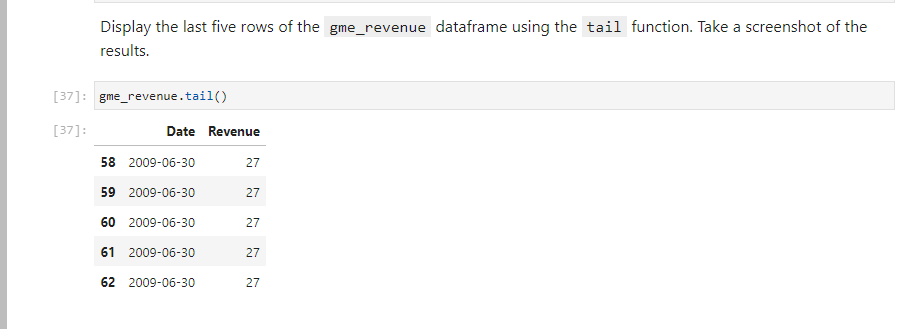 Display the last five rows of the gme_revenue dataframe using the tail function. Take a screenshot of the
results.
[37]: gme_revenue.tail()
[37]:
Date Revenue
58 2009-06-30 27
59 2009-06-30 27
60 2009-06-30 27
61 2009-06-30 27
62 2009-06-30 27